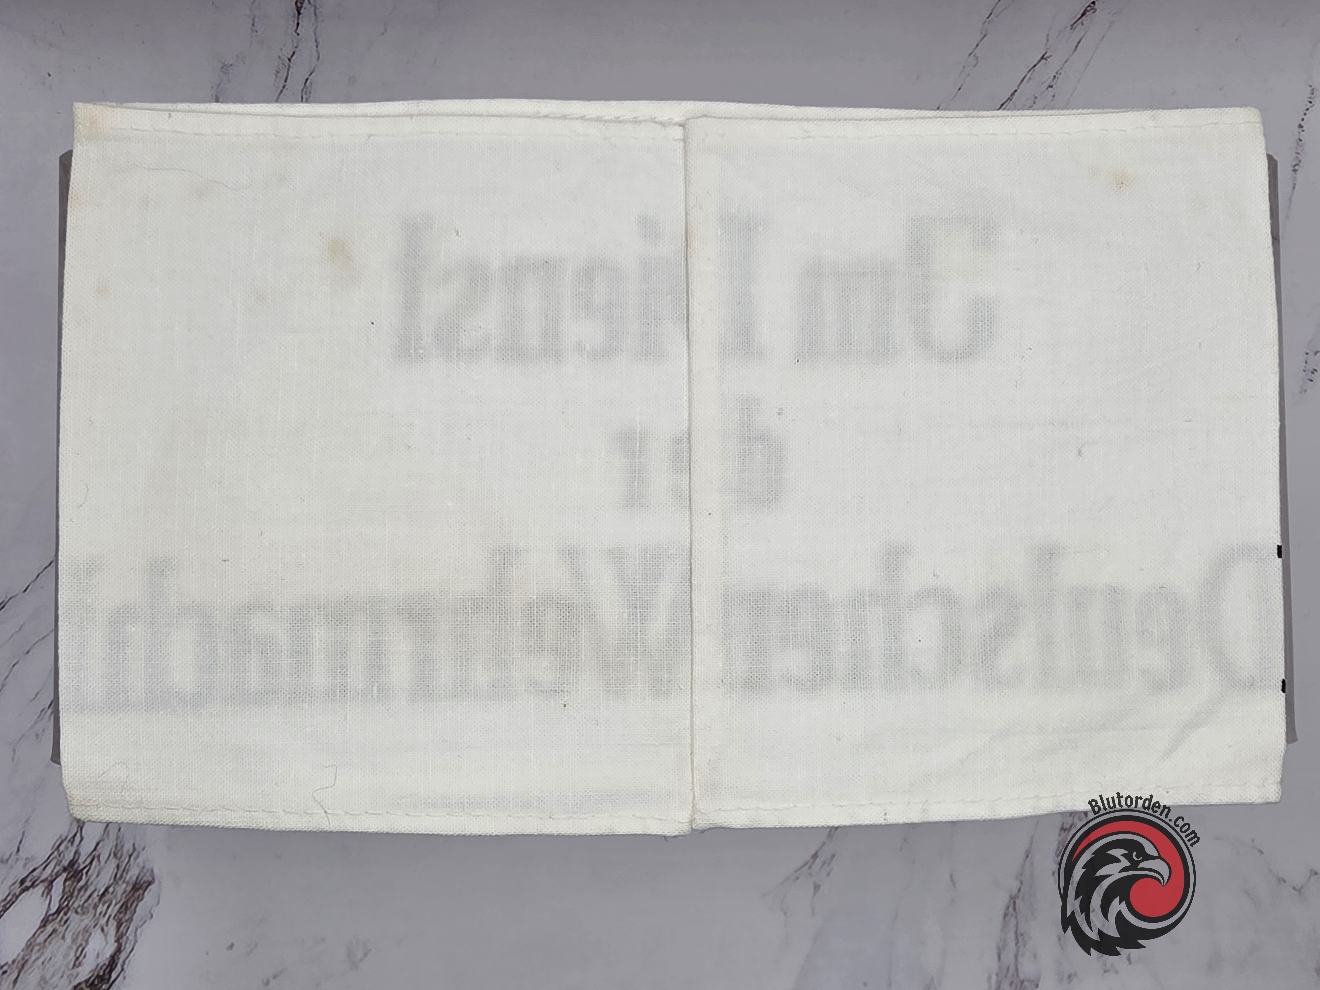 Im Dienst
der
Deutschen Wehrmacht
Blutorden.com